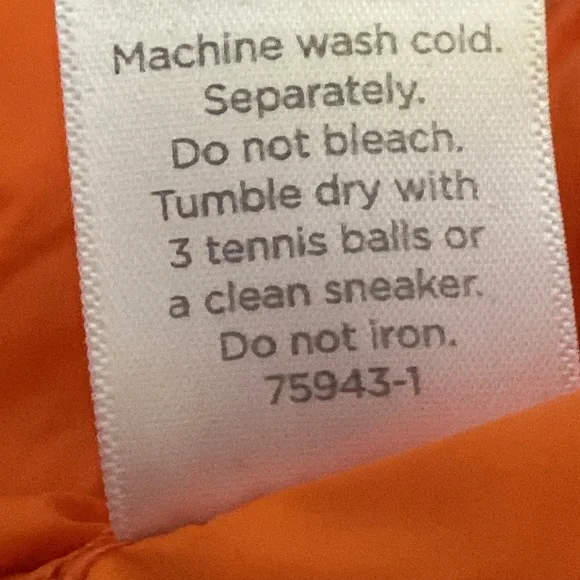 Machine wash cold.
Separately.
Do not bleach.
Tumble dry with
3 tennis balls or
a clean sneaker.
Do not iron.
75943-1